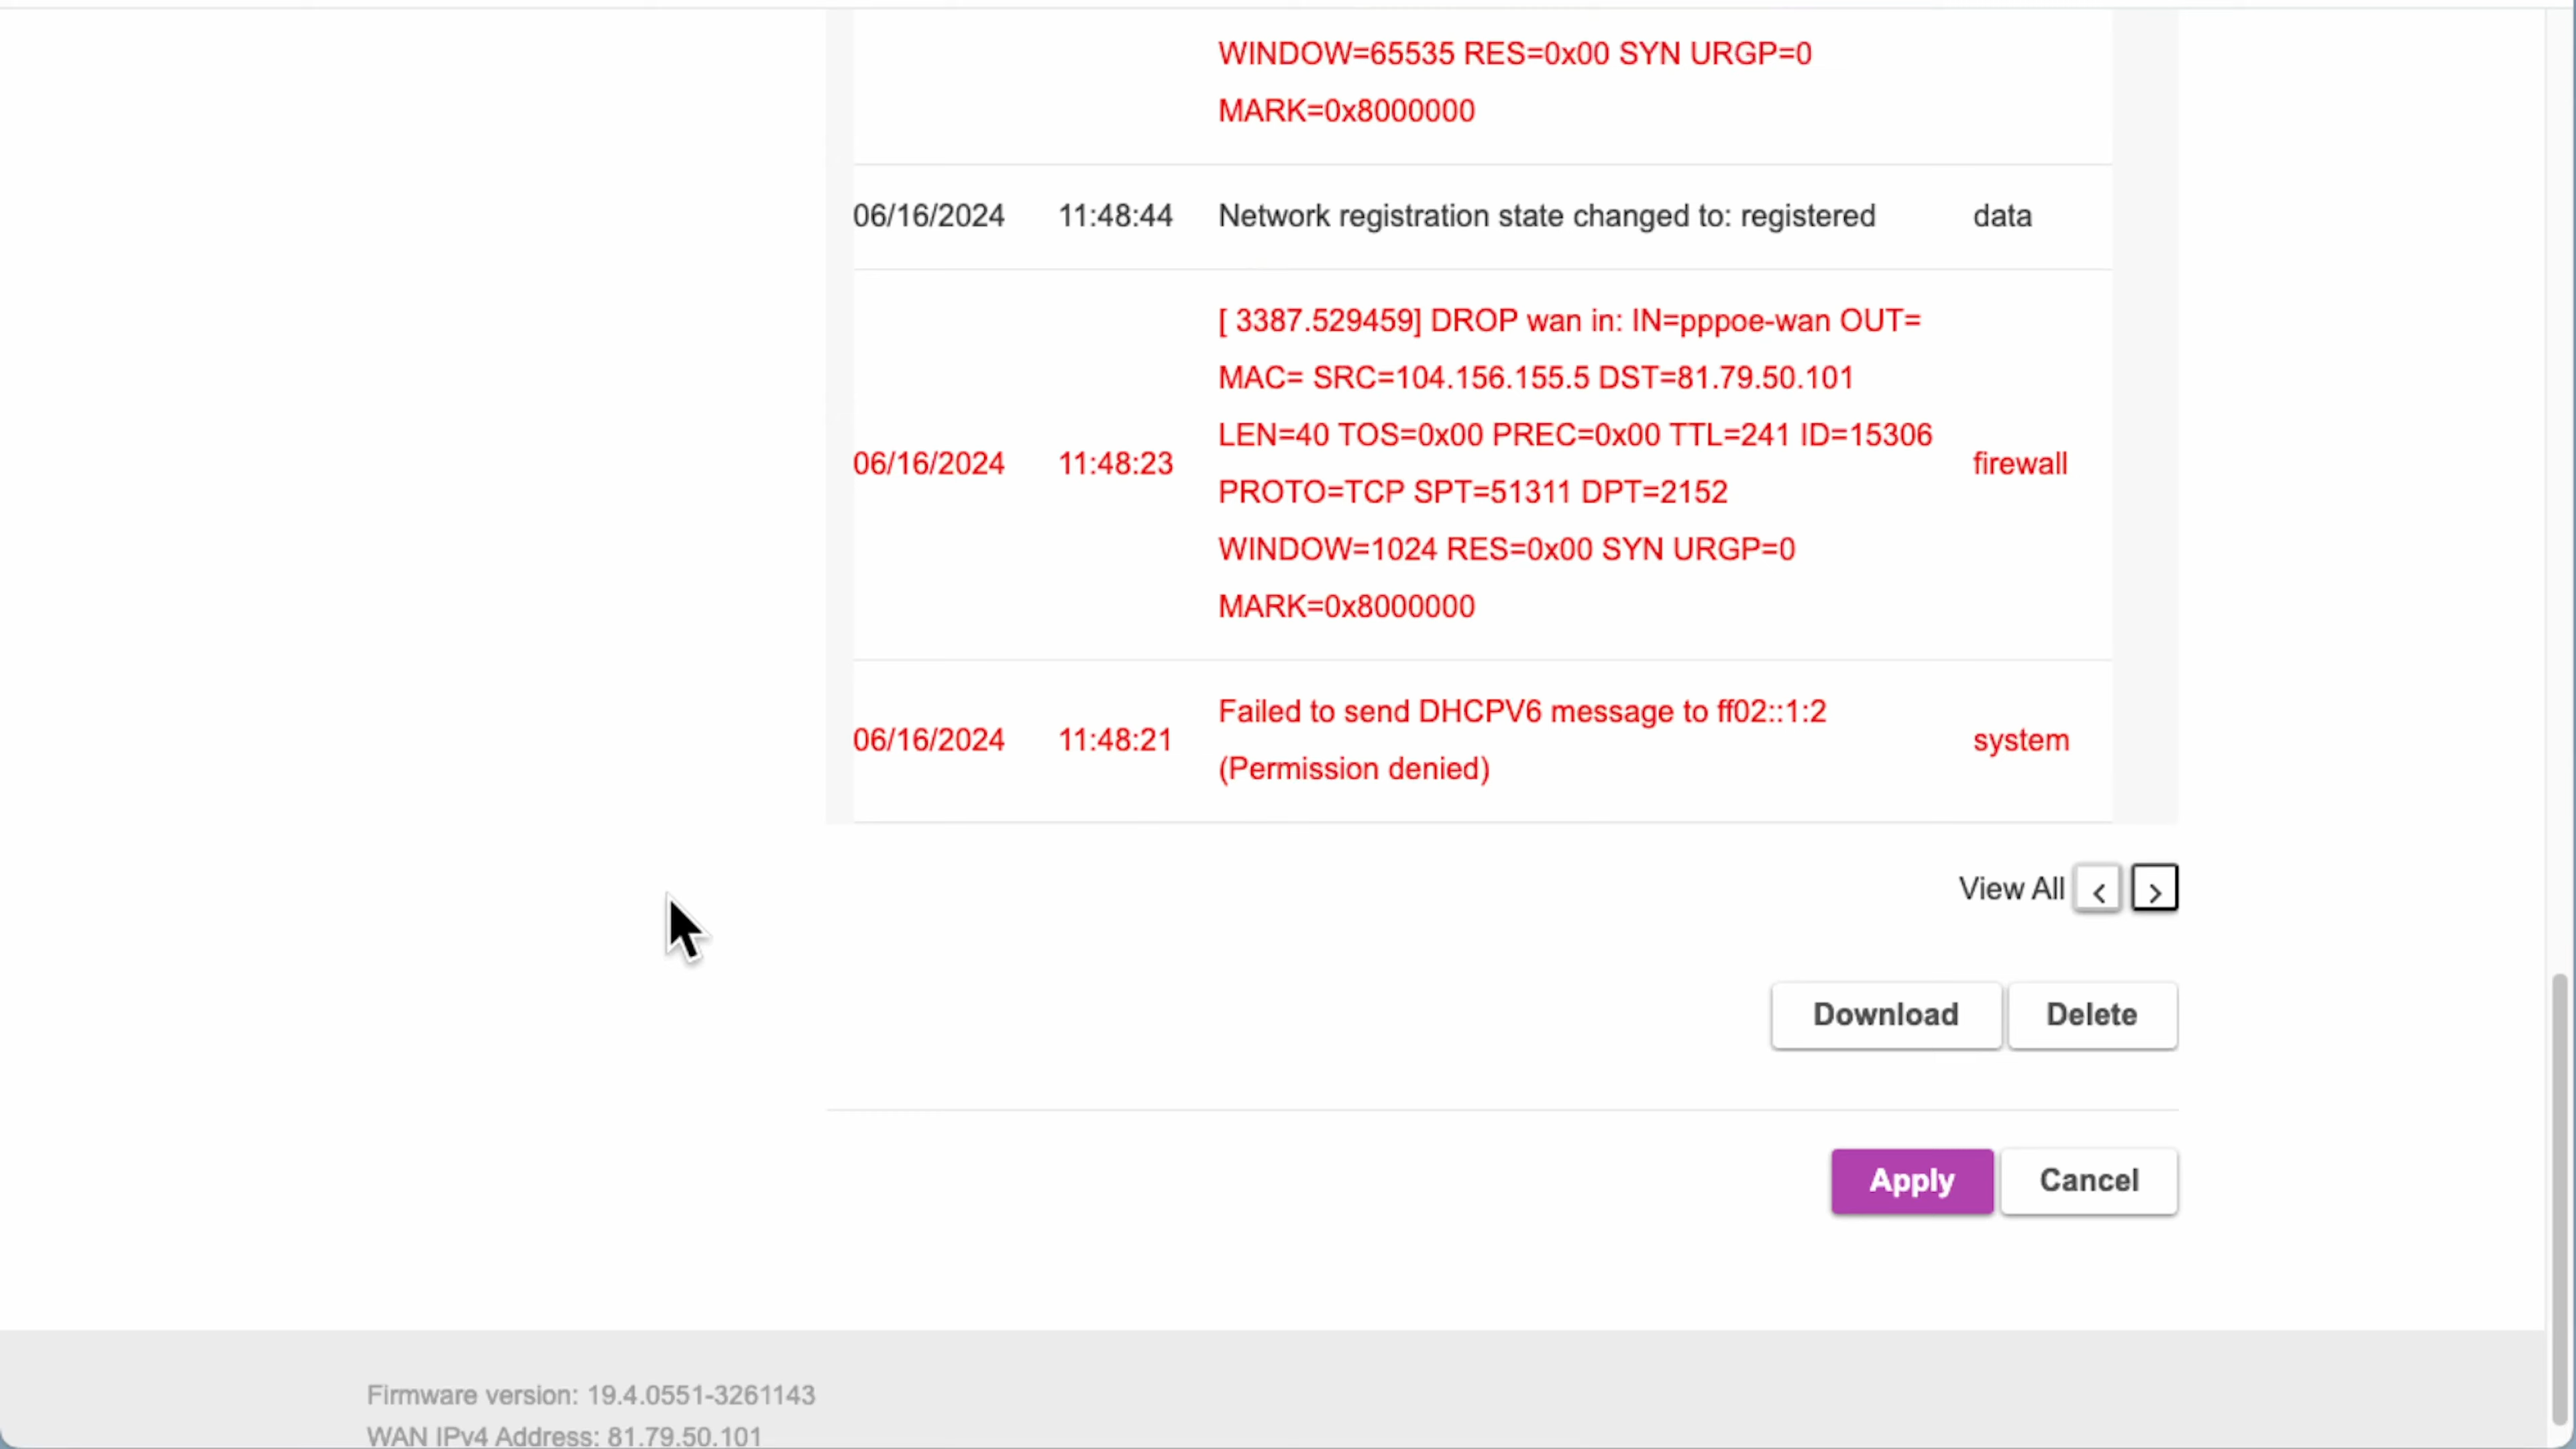 WINDOW=65535 RES=0x00 SYN URGP=0
MARK=0x8000000
06/16/2024 11:48:44 Network registration state changed to: registered data
[ 3387.529459] DROP wan in: IN=pppoe-wan OUT=
MAC= SRC=104.156.155.5 DST=81.79.50.101
LEN=40 TOS=0x00 PREC=0x00 TTL=241 ID=15306
06/16/2024 11:48:23 firewall
PROTO=TCP SPT=51311 DPT=2152
WINDOW=1024 RES=0x00 SYN URGP=0
MARK=0x8000000
Failed to send DHCPV6 message to ff02::1:2
06/16/2024 11:48:21 system
(Permission denied)
View All < >
Download Delete
Apply Cancel
Firmware version: 19.4.0551-3261143
WAN IPv4 Address: 81.79.50.101